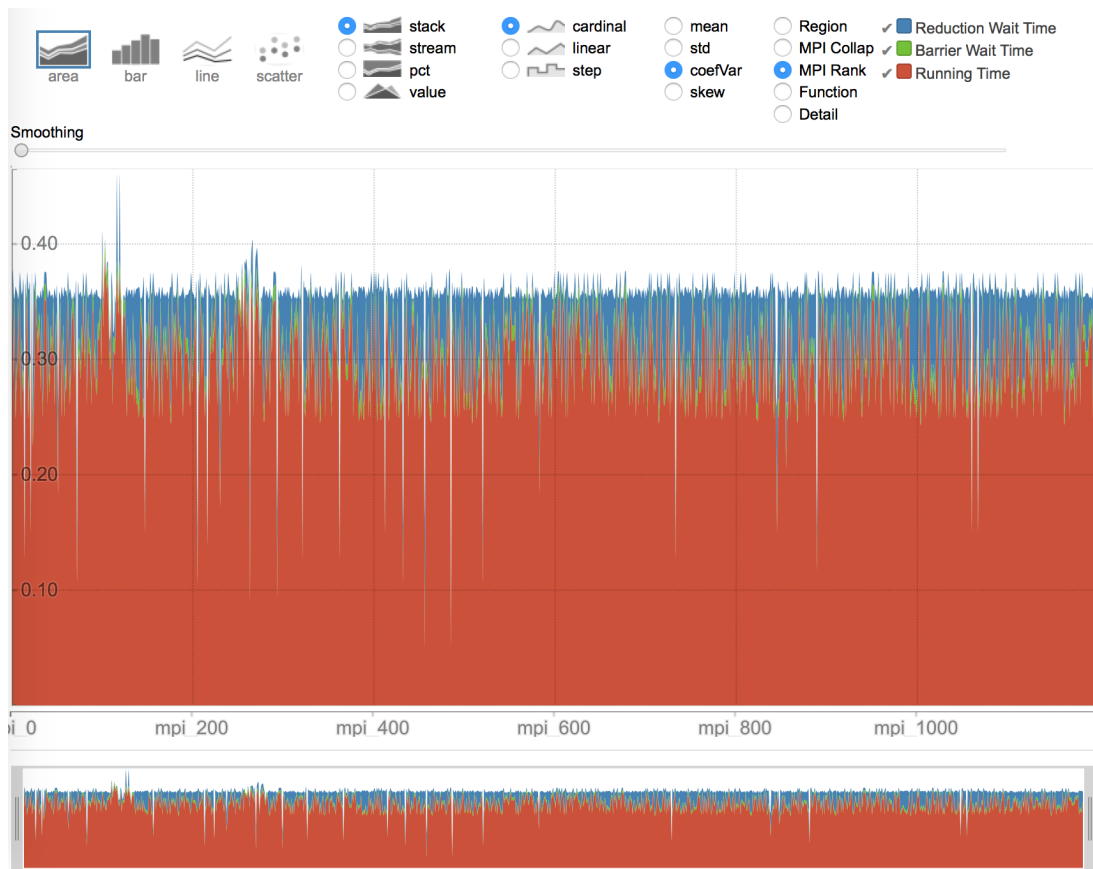 area
bar
line
scatter
stack
stream
pct
value
cardinal
linear
step
mean
std
coefVar
skew
Region
MPI Collap
MPI Rank
Function
Detail
Reduction Wait Time
Barrier Wait Time
Running Time
Smoothing
0.40
0.30
0.20
0.10
pi_0 mpi_200 mpi_400 mpi_600 mpi_800 mpi_1000